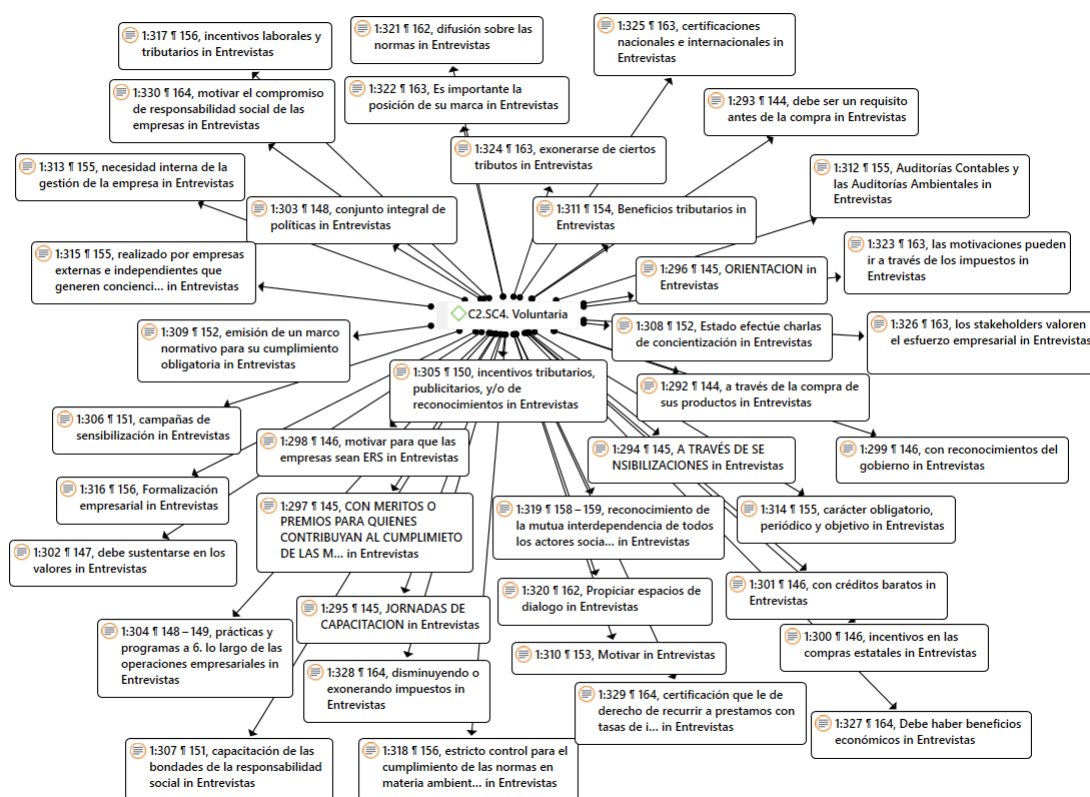 1:317 ¶ 156, incentivos laborales y
tributarios in Entrevistas
1:321 ¶ 162, difusión sobre las
normas in Entrevistas
1:325 ¶ 163, certificaciones
nacionales e internacionales in
Entrevistas
1:330 ¶ 164, motivar el compromiso
de responsabilidad social de las
empresas in Entrevistas
1:322 ¶ 163, Es importante la
posición de su marca in Entrevistas
1:293 ¶ 144, debe ser un requisito
antes de la compra in Entrevistas
1:324 ¶ 163, exonerarse de ciertos
tributos in Entrevistas
1:313 ¶ 155, necesidad interna de la
gestión de la empresa in Entrevistas
1:312 ¶ 155, Auditorías Contables y
las Auditorías Ambientales in
Entrevistas
1:303 ¶ 148, conjunto integral de
políticas in Entrevistas
1:311 ¶ 154, Beneficios tributarios in
Entrevistas
1:315 ¶ 155, realizado por empresas
externas e independientes que
generen concienci... in Entrevistas
1:296 ¶ 145, ORIENTACION in
Entrevistas
1:323 ¶ 163, las motivaciones pueden
ir a través de los impuestos in
Entrevistas
C2.SC4. Voluntaria
1:309 ¶ 152, emisión de un marco
normativo para su cumplimiento
obligatoria in Entrevistas
1:308 ¶ 152, Estado efectúe charlas
de concientización in Entrevistas
1:326 ¶ 163, los stakeholders valoren
el esfuerzo empresarial in Entrevistas
1:305 ¶ 150, incentivos tributarios,
publicitarios, y/o de
reconocimientos in Entrevistas
1:292 ¶ 144, a través de la compra de
sus productos in Entrevistas
1:306 ¶ 151, campañas de
sensibilización in Entrevistas
1:298 ¶ 146, motivar para que las
empresas sean ERS in Entrevistas
1:294 ¶ 145, A TRAVÉS DE SE
NSIBILIZACIONES in Entrevistas
1:299 ¶ 146, con reconocimientos del
gobierno in Entrevistas
1:316 ¶ 156, Formalización
empresarial in Entrevistas
1:297 ¶ 145, CON MERITOS O
PREMIOS PARA QUIENES
CONTRIBUYAN AL CUMPLIMIETO
DE LAS M... in Entrevistas
1:319 ¶ 158 – 159, reconocimiento de
la mutua interdependencia de todos
los actores socia... in Entrevistas
1:314 ¶ 155, carácter obligatorio,
periódico y objetivo in Entrevistas
1:302 ¶ 147, debe sustentarse en los
valores in Entrevistas
1:320 ¶ 162, Propiciar espacios de
dialogo in Entrevistas
1:301 ¶ 146, con créditos baratos in
Entrevistas
1:295 ¶ 145, JORNADAS DE
CAPACITACION in Entrevistas
1:304 ¶ 148 – 149, prácticas y
programas a 6. lo largo de las
operaciones empresariales in
Entrevistas
1:310 ¶ 153, Motivar in Entrevistas
1:300 ¶ 146, incentivos en las
compras estatales in Entrevistas
1:328 ¶ 164, disminuyendo o
exonerando impuestos in
Entrevistas
1:329 ¶ 164, certificación que le de
derecho de recurrir a prestamos con
tasas de i... in Entrevistas
1:327 ¶ 164, Debe haber beneficios
económicos in Entrevistas
1:307 ¶ 151, capacitación de las
bondades de la responsabilidad
social in Entrevistas
1:318 ¶ 156, estricto control para el
cumplimiento de las normas en
materia ambient... in Entrevistas